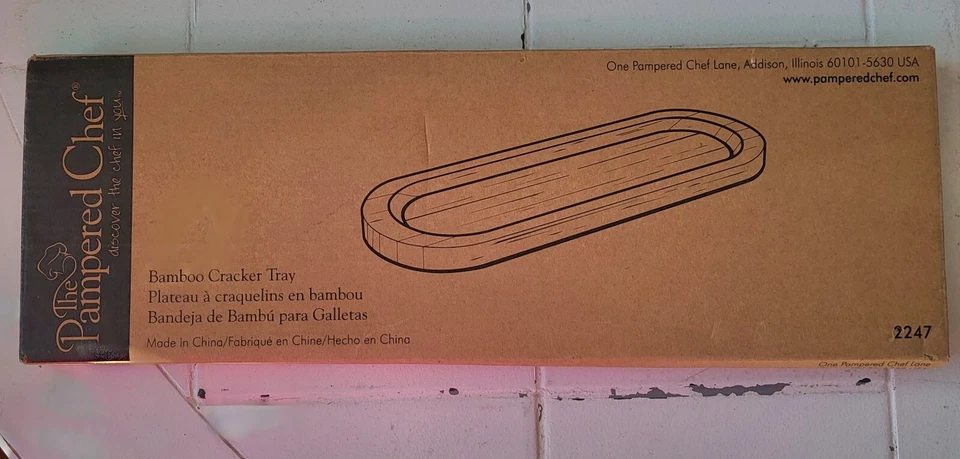 The
Pampered Chef®
discover the chef in you™
One Pampered Chef Lane, Addison, Illinois 60101-5630 USA
www.pamperedchef.com
Bamboo Cracker Tray
Plateau à craquelins en bambou
Bandeja de Bambú para Galletas
Made in China/Fabriqué en Chine/Hecho en China
2247
One Pampered Chef Lane